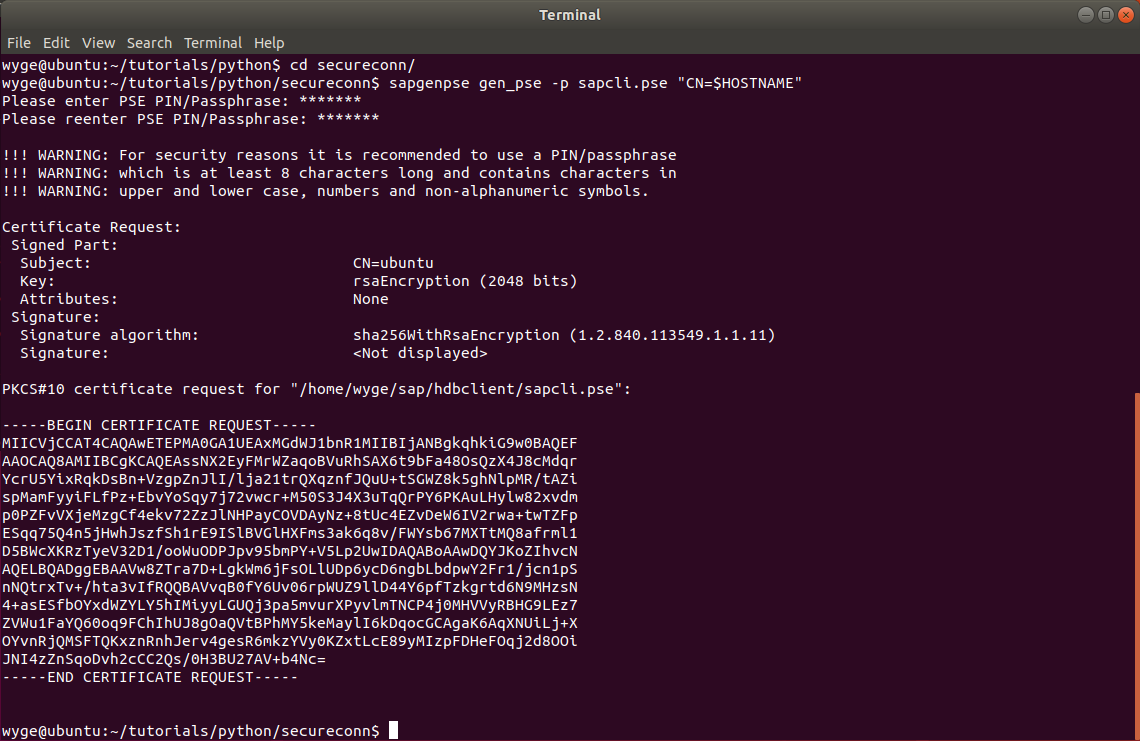 Terminal
File Edit View Search Terminal Help
wyge@ubuntu:~/tutorials/python$ cd secureconn/
wyge@ubuntu:~/tutorials/python/secureconn$ sapgenpse gen_pse -p sapcli.pse "CN=$HOSTNAME"
Please enter PSE PIN/Passphrase: *******
Please reenter PSE PIN/Passphrase: *******
!!! WARNING: For security reasons it is recommended to use a PIN/passphrase
!!! WARNING: which is at least 8 characters long and contains characters in
!!! WARNING: upper and lower case, numbers and non-alphanumeric symbols.
Certificate Request:
Signed Part:
Subject: CN=ubuntu
Key: rsaEncryption (2048 bits)
Attributes: None
Signature:
Signature algorithm: sha256WithRsaEncryption (1.2.840.113549.1.1.11)
Signature: <Not displayed>
PKCS#10 certificate request for "/home/wyge/sap/hdbclient/sapcli.pse":
-----BEGIN CERTIFICATE REQUEST-----
MIICVjCCAT4CAQAwETEPMA0GA1UEAxMGdWJ1bnR1MIIBIjANBgkqhkiG9w0BAQEF
AAOCAQ8AMIIBCgKCAQEAssNX2EyFMrWZaqoBVuRhSAX6t9bFa48OsQzX4J8cMdqr
YcrU5YixRqkDsBn+VzgpZnJlI/lja21trQXqznfJQuU+tSGWZ8k5ghNlpMR/tAZi
spMamFyyiFLfPz+EbvYoSqy7j72vwcr+M50S3J4X3uTqQrPY6PKAuLHylw82xvdm
p0PZFvVXjeMzgCf4ekv72ZzJlNHPayCOVDAyNz+8tUc4EZvDeW6IV2rwa+twTZFp
ESqq75Q4n5jHwhJszfSh1rE9ISlBVGlHXFms3ak6q8v/FWYsb67MXTtMQ8afrml1
D5BWcXKRzTyeV32D1/ooWuODPJpv95bmPY+V5Lp2UwIDAQABoAAwDQYJKoZIhvcN
AQELBQADggEBAAVw8ZTra7D+LgkWm6jFsOLlUDp6ycD6ngbLbdpwY2Fr1/jcn1pS
nNQtrxTv+/hta3vIfRQQBAVvqB0fY6Uv06rpWUZ9llD44Y6pfTzkgrtd6N9MHzsN
4+asESfbOYxdWZYLY5hIMiyyLGUQj3pa5mvurXPyvlmTNCP4j0MHVVyRBHG9LEz7
ZVWu1FaYQ60oq9FChIhUJ8gOaQVtBPhMY5keMaylI6kDqocGCAgaK6AqXNUiLj+X
OYvnRjQMSFTQKxznRnhJerv4gesR6mkzYVy0KZxtLcE89yMIzpFDHeFOqj2d8OOi
JNI4zZnSqoDvh2cCC2Qs/0H3BU27AV+b4Nc=
-----END CERTIFICATE REQUEST-----
wyge@ubuntu:~/tutorials/python/secureconn$